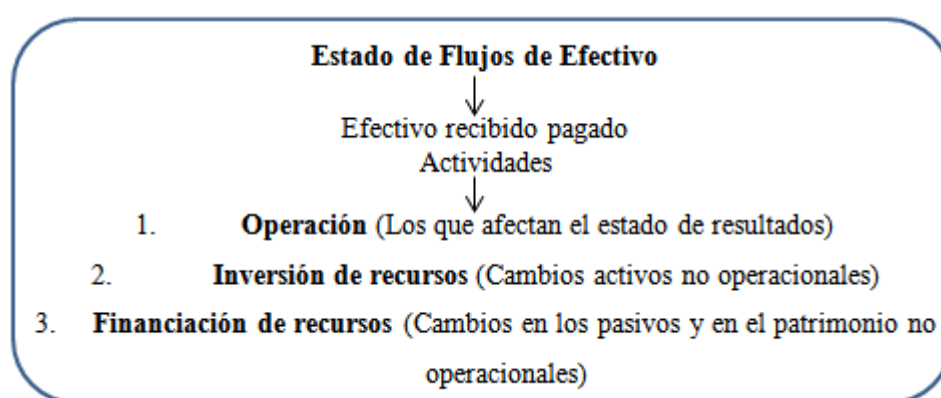 Estado de Flujos de Efectivo
Efectivo recibido pagado
Actividades
1. Operación (Los que afectan el estado de resultados)
2. Inversión de recursos (Cambios activos no operacionales)
3. Financiación de recursos (Cambios en los pasivos y en el patrimonio no
operacionales)